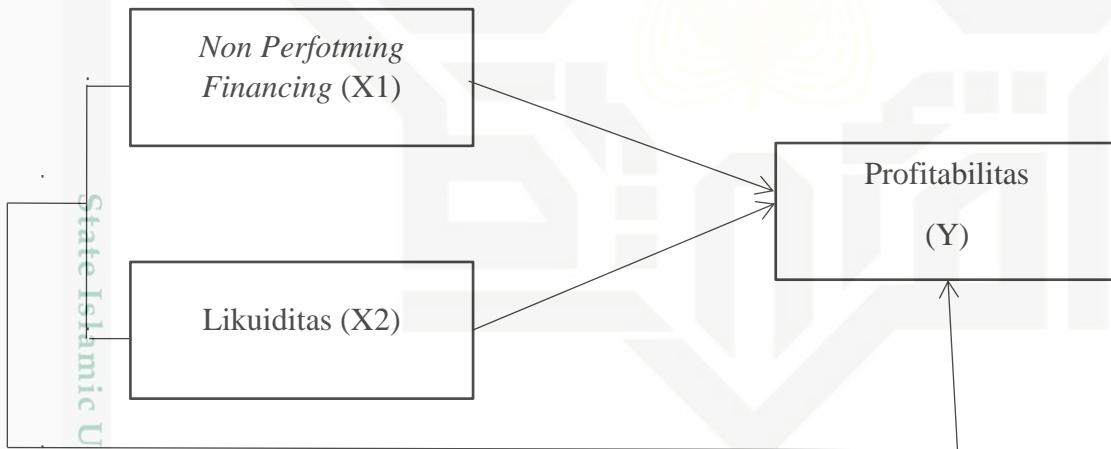 Non Perfotming
Financing (X1)
Profitabilitas
(Y)
Likuiditas (X2)
State Islamic U